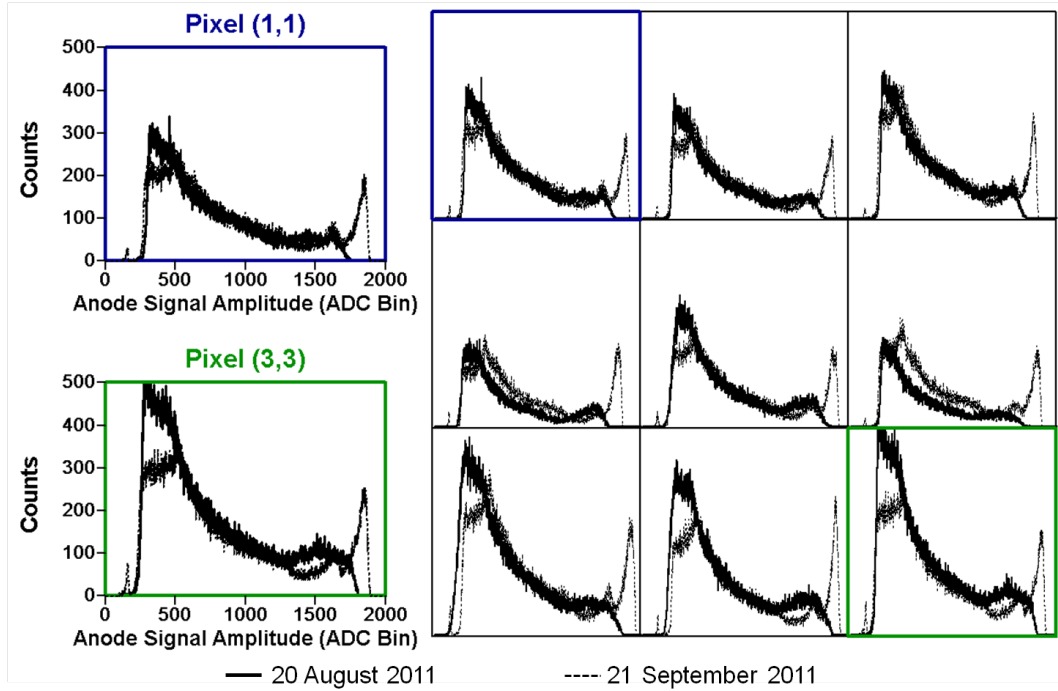 Pixel (1,1)
500
400
300
200
100
0
Counts
0 500 1000 1500 2000
Anode Signal Amplitude (ADC Bin)
Pixel (3,3)
500
400
300
200
100
0
Counts
0 500 1000 1500 2000
Anode Signal Amplitude (ADC Bin)
20 August 2011
21 September 2011